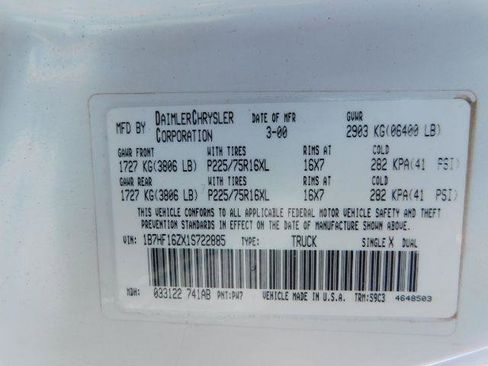 MFD BY DAIMLERCHRYSLER CORPORATION DATE OF MFR 3-00 GVWR 2903 KG(06400 LB)
GAWR FRONT WITH TIRES RIMS AT COLD
1727 KG(3806 LB) P225/75R16XL 16X7 282 KPA(41 PSI)
GAWR REAR WITH TIRES RIMS AT COLD
1727 KG(3806 LB) P225/75R16XL 16X7 282 KPA(41 PSI)
THIS VEHICLE CONFORMS TO ALL APPLICABLE FEDERAL MOTOR VEHICLE SAFETY AND THEFT
PREVENTION STANDARDS IN EFFECT ON THE DATE OF MANUFACTURE SHOWN ABOVE.
VIN: 1B7HF16ZX1S722885 TYPE: TRUCK SINGLE X DUAL
MDH: 033122 741AB PNT:PW7 VEHICLE MADE IN U.S.A. TRM:S9C3 4648503